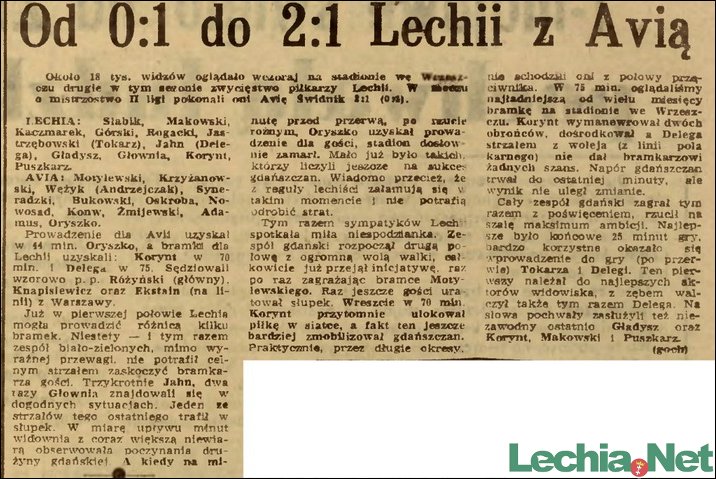 Od 0:1 do 2:1 Lechii z Avią
Około 18 tys. widzów oglądało wczoraj na stadionie we Wrzesz-
czu drugie w tym sezonie zwycięstwo piłkarzy Lechii. W meczu
o mistrzostwo II ligi pokonali oni Avię Świdnik 2:1 (0:1).
LECHIA: Słabik, Makowski,
Kaczmarek, Górski, Rogacki, Jas-
trzębowski (Tokarz), Jahn (Dele-
ga), Gładysz, Głownia, Korynt,
Puszkarz.
AVIA: Motylewski, Krzyżanow-
ski, Wężyk (Andrzejczak), Syne-
radzki, Bukowski, Oskroba, No-
wosad, Konw, Żmijewski, Ada-
mus, Oryszko.
Prowadzenie dla Avii uzyskał
w 44 min. Oryszko, a bramki dla
Lechii uzyskali: Korynt w 70
min. i Delega w 75. Sędziowali
wzorowo p.p. Różyński (główny).
Knapisiewicz oraz Ekstain (na li-
nii) z Warszawy.
Już w pierwszej połowie Lechia
mogła prowadzić różnicą kilku
bramek. Niestety — i tym razem
zespół biało-zielonych, mimo wy-
raźnej przewagi, nie potrafił cel-
nym strzałem zaskoczyć bramka-
rza gości. Trzykrotnie Jahn, dwa
razy Głownia znajdowali się w
dogodnych sytuacjach. Jeden ze
strzałów tego ostatniego trafił w
słupek. W miarę upływu minut
widownia z coraz większą niewia-
rą obserwowała poczynania dru-
żyny gdańskiej. A kiedy na mi-
nutę przed przerwą, po rzucie
rożnym, Oryszko uzyskał prowa-
dzenie dla gości, stadion dosłow-
nie zamarł. Mało już było takich,
którzy liczyli jeszcze na sukces
gdańszczan. Wiadomo przecież, że
z reguły lechiści załamują się w
takim momencie i nie potrafią
odrobić strat.
Tym razem sympatyków Lech
spotkała miła niespodzianka. Ze-
spół gdański rozpoczął drugą po-
łowę z ogromną wolą walki, cał-
kowicie już przejął inicjatywę, raz
po raz zagrażając bramce Moty
lewskiego. Raz jeszcze gości urat
tował słupek. Wreszcie w 70 min.
Korynt przytomnie ulokował
piłkę w siatce, a fakt ten jeszcze
bardziej zmobilizował gdańszczan.
Praktycznie, przez długie okresy,
nie schodzili oni z połowy prze-
ciwnika. W 75 min. oglądaliśmy
najładniejszą od wielu miesięcy
bramkę na stadionie we Wrzesz-
czu. Korynt wymanewrował dwóch
obrońców, dośrodkował a Delega
strzałem z woleja (z linii pola
karnego) nie dał bramkarzowi
żadnych szans. Napór gdańszczan
trwał do ostatniej minuty, ale
wynik nie uległ zmianie.
Cały zespół gdański zagrał tym
razem z poświęceniem, rzucił na
szalę maksimum ambicji. Najlep-
sze było końcowe 25 minut gry,
bardzo korzystne okazało się
wprowadzenie do gry (po przer-
wie) Tokarza i Delegi. Ten pier-
wszy należał do najlepszych ak-
torów widowiska, z zębem wal-
czył także tym razem Delega. Na
słowa pochwały zasłużyli też nie-
zawodny ostatnio Gładysz oraz
Korynt, Makowski i Puszkarz.
(goch)
Lechia.Net